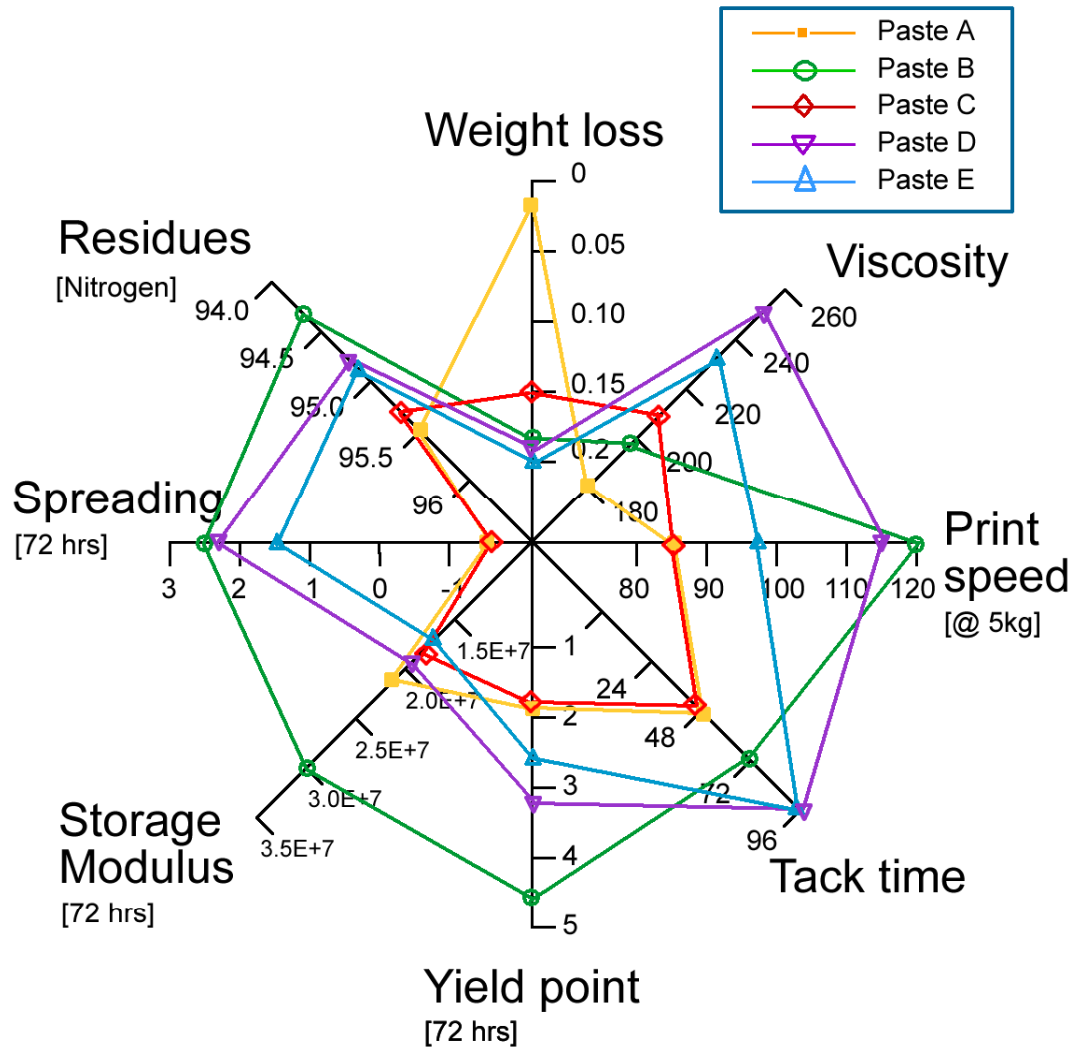 Paste A
Paste B
Paste C
Paste D
Paste E
Weight loss
0
0.05
0.10
0.15
0.2
Residues
[Nitrogen]
94.0
94.5
95.0
95.5
96
Viscosity
260
240
220
200
180
Spreading
[72 hrs]
3
2
1
0
-1
80
90
100
110
120
Print
speed
[@ 5kg]
1.5E+7
2.0E+7
2.5E+7
3.0E+7
3.5E+7
1
2
3
4
5
24
48
72
96
Storage
Modulus
[72 hrs]
Tack time
Yield point
[72 hrs]